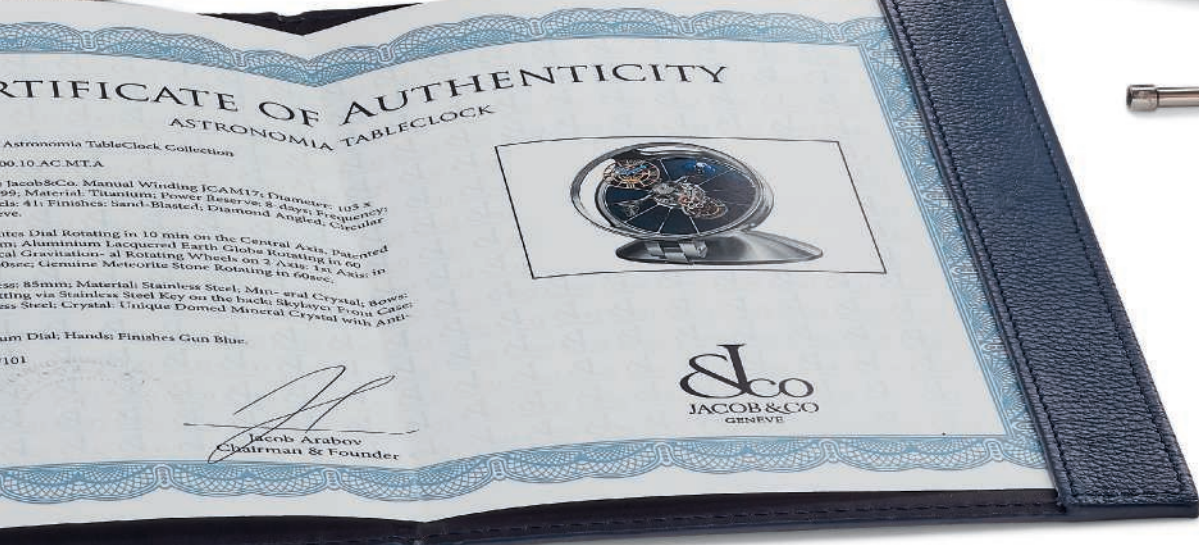 RTIFICATE OF AUTHENTICITY
ASTRONOMIA TABLECLOCK
Astronomia TableClock Collection
00.10.AC.MT.A
Jacob&Co. Manual Winding JCAM17; Diameter: 105 x
99; Material: Titanium; Power Reserve: 8 days; Frequency:
els: 41; Finishes: Sand-Blasted; Diamond Angled; Circular
eve.
utes Dial Rotating in 10 min on the Central Axis, Patented
m; Aluminium Lacquered Earth Globe Rotating in 60
cal Gravitation- al Rotating Wheels on 2 Axis: 1st Axis: in
0sec; Genuine Meteorite Stone Rotating in 60sec.
ess: 85mm; Material: Stainless Steel, Min- eral Crystal; Bows:
tting via Stainless Steel Key on the back; Skylayer Front Case:
ess Steel; Crystal: Unique Domed Mineral Crystal with Anti-
um Dial; Hands: Finishes Gun Blue.
/101
Jacob Arabov
Chairman & Founder
J&CO
JACOB &CO
GENEVE